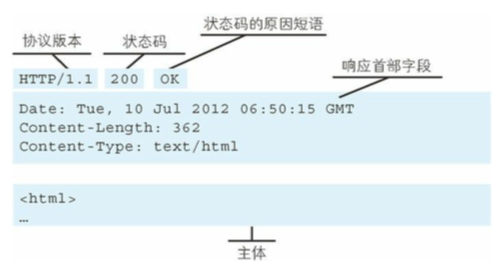 状态码的原因短语
协议版本 状态码
响应首部字段
HTTP/1.1 200 OK
Date: Tue, 10 Jul 2012 06:50:15 GMT
Content-Length: 362
Content-Type: text/html
<html>
…
主体